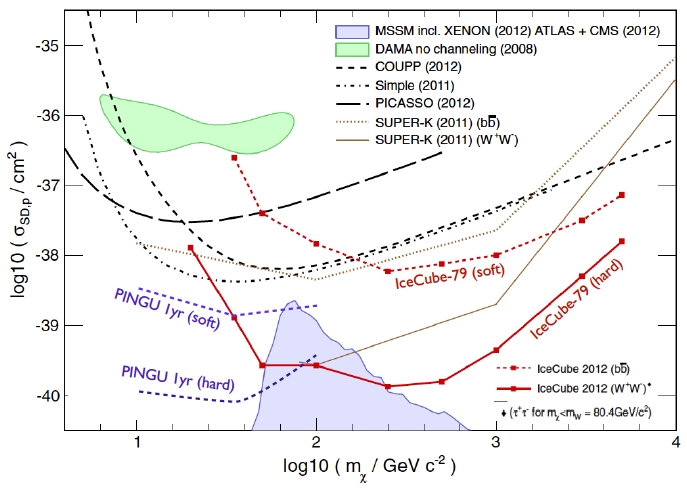 MSSM incl. XENON (2012) ATLAS + CMS (2012)
DAMA no channeling (2008)
COUPP (2012)
Simple (2011)
PICASSO (2012)
SUPER-K (2011) (bb̅)
SUPER-K (2011) (W⁺W⁻)
-35
-36
-37
-38
-39
-40
log10 ( σSD,p / cm² )
IceCube-79 (soft)
IceCube-79 (hard)
PINGU 1yr (soft)
PINGU 1yr (hard)
IceCube 2012 (bb̅)
IceCube 2012 (W⁺W⁻)♦
♦ (τ⁺τ⁻ for mχ<mW = 80.4GeV/c²)
1
2
3
4
log10 ( mχ / GeV c⁻² )